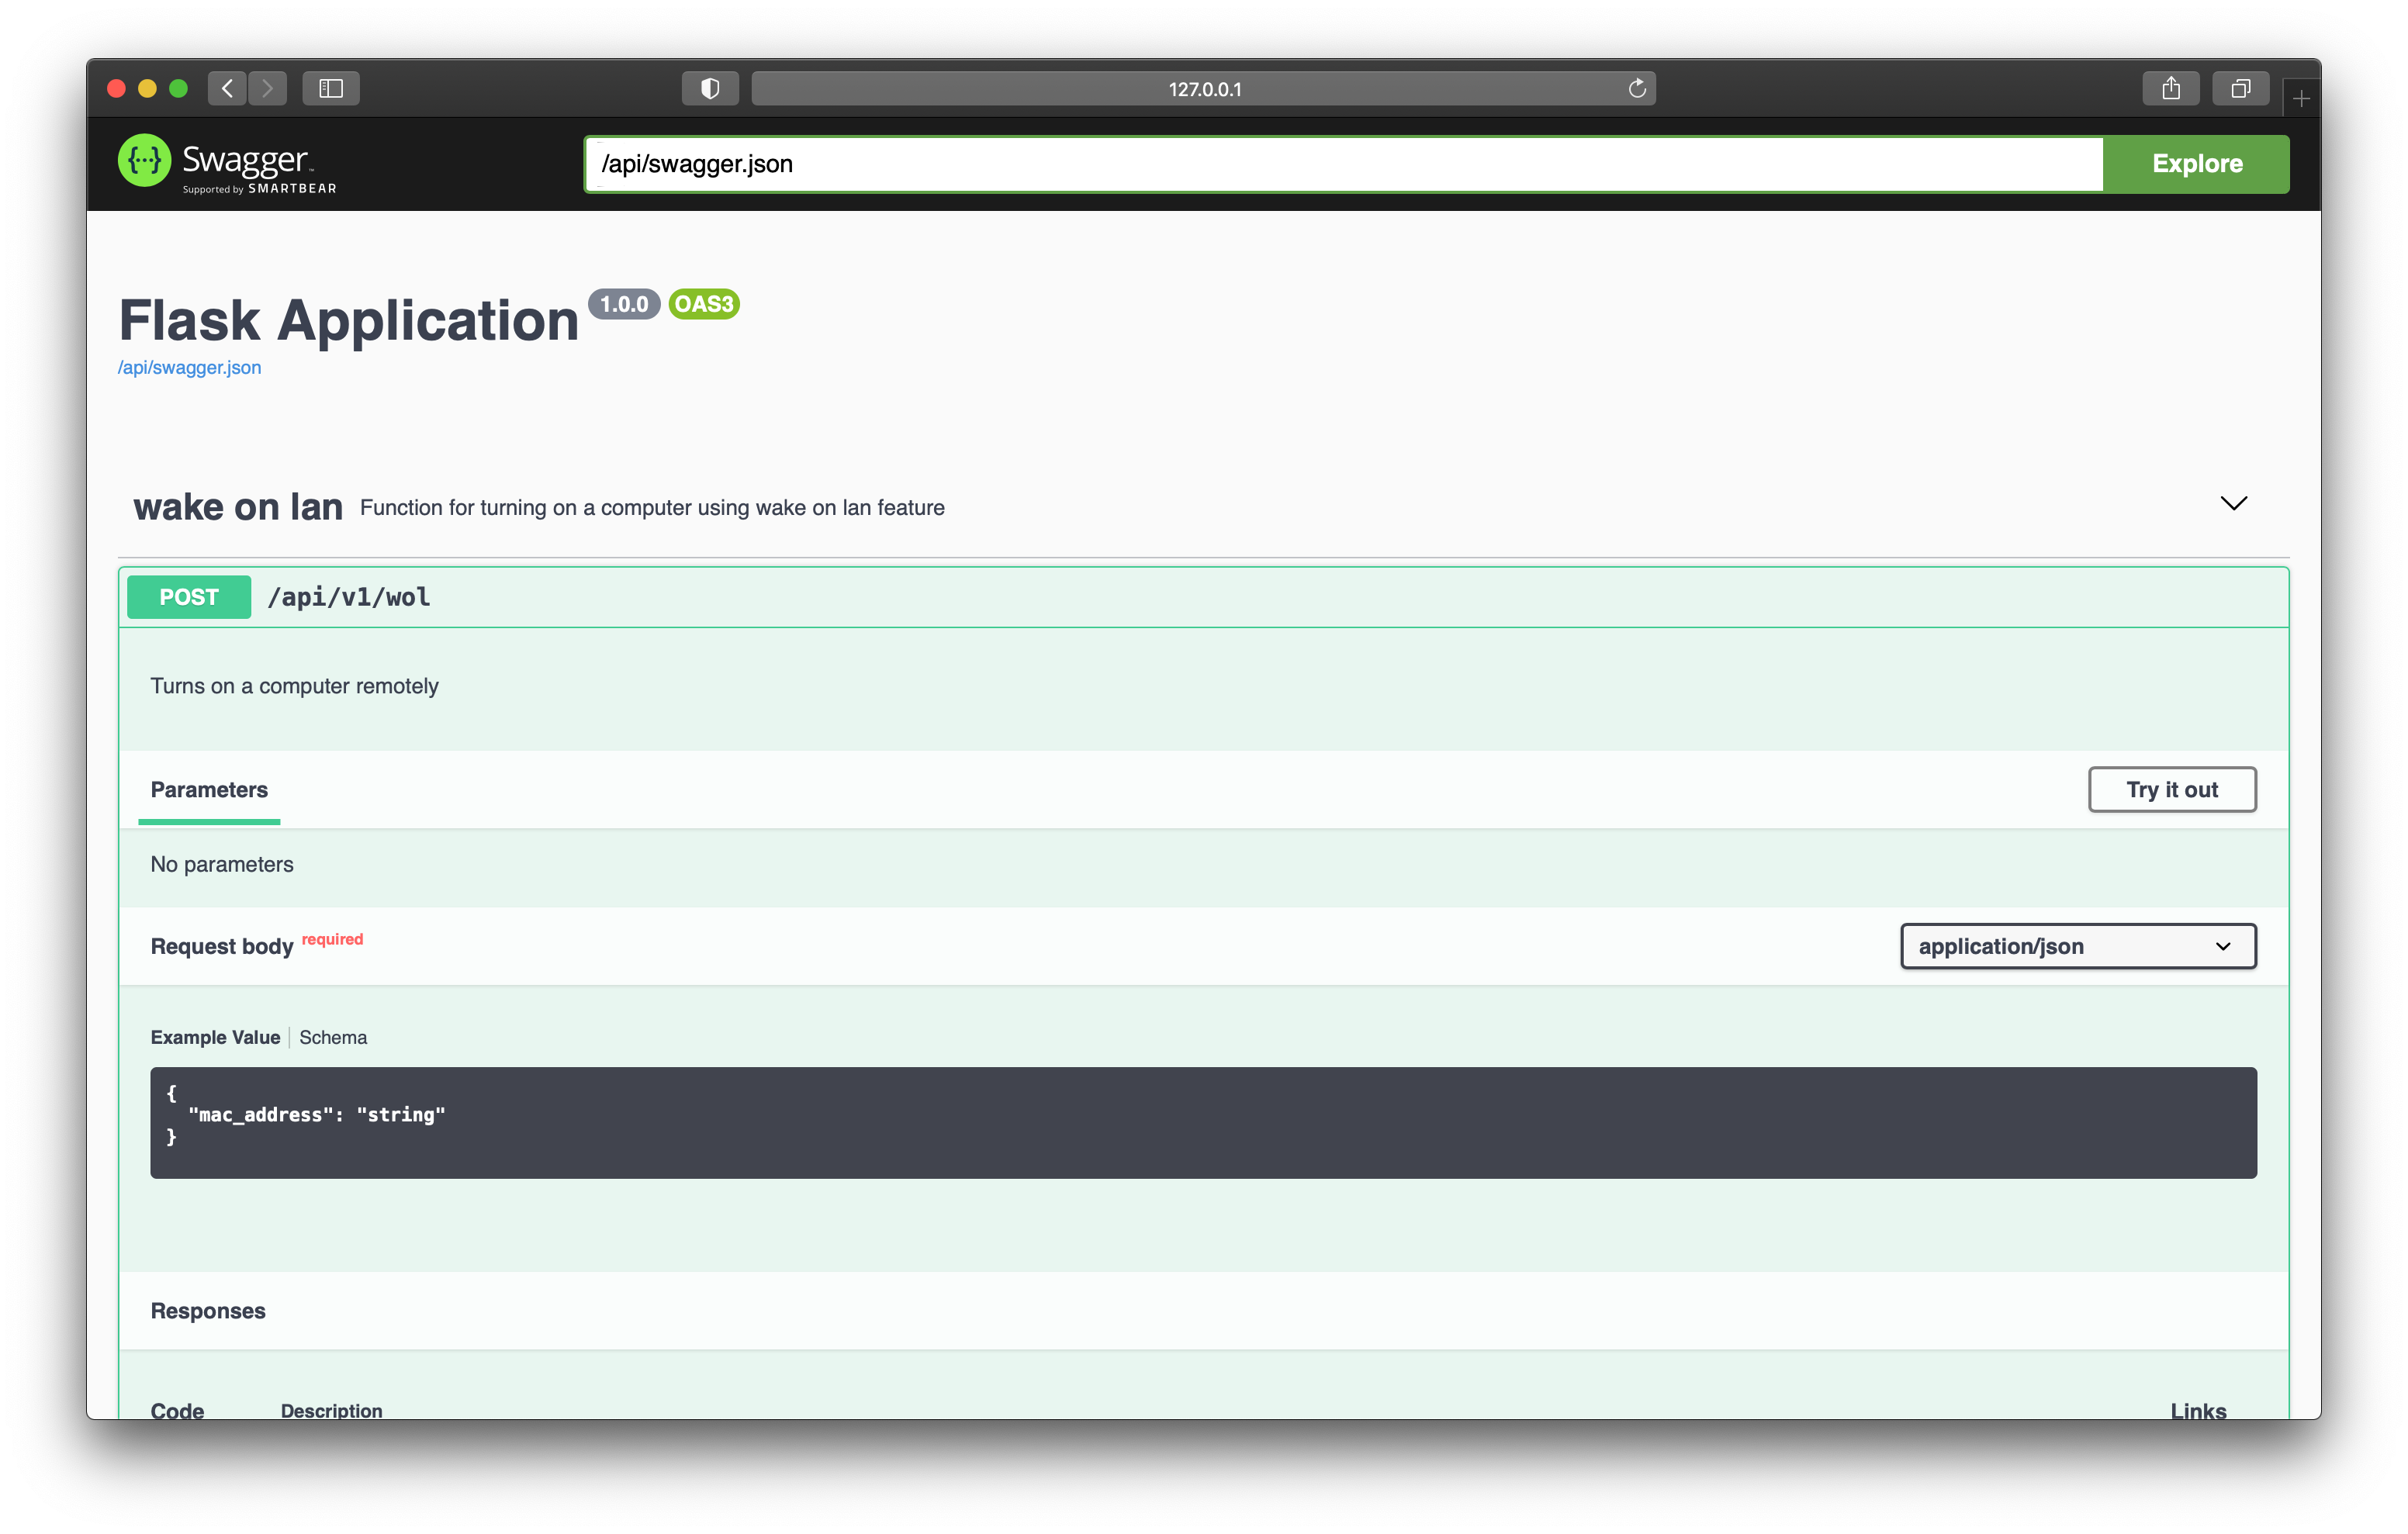 127.0.0.1
{...} Swagger™
Supported by SMARTBEAR
/api/swagger.json
Explore
Flask Application 1.0.0 OAS3
/api/swagger.json
wake on lan Function for turning on a computer using wake on lan feature
POST /api/v1/wol
Turns on a computer remotely
Parameters
Try it out
No parameters
Request body required
application/json
Example Value | Schema
{
  "mac_address": "string"
}
Responses
Code Description Links